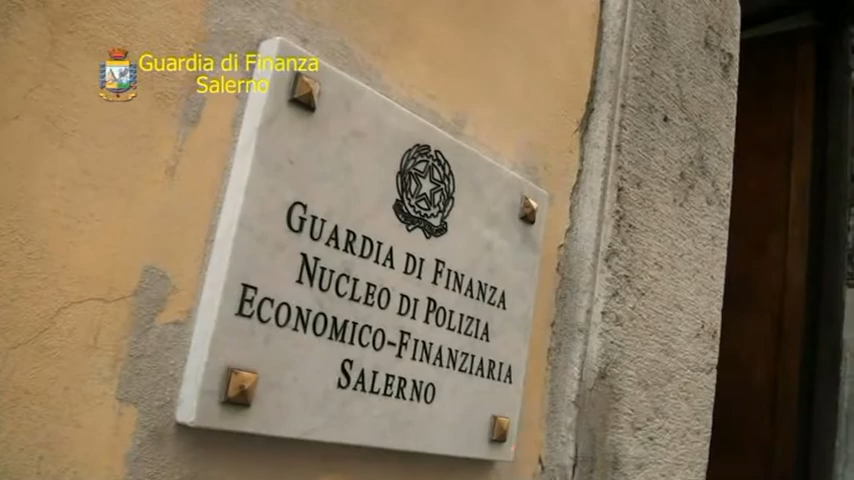 Guardia di Finanza
Salerno
GUARDIA DI FINANZA
NUCLEO DI POLIZIA
ECONOMICO-FINANZIARIA
SALERNO